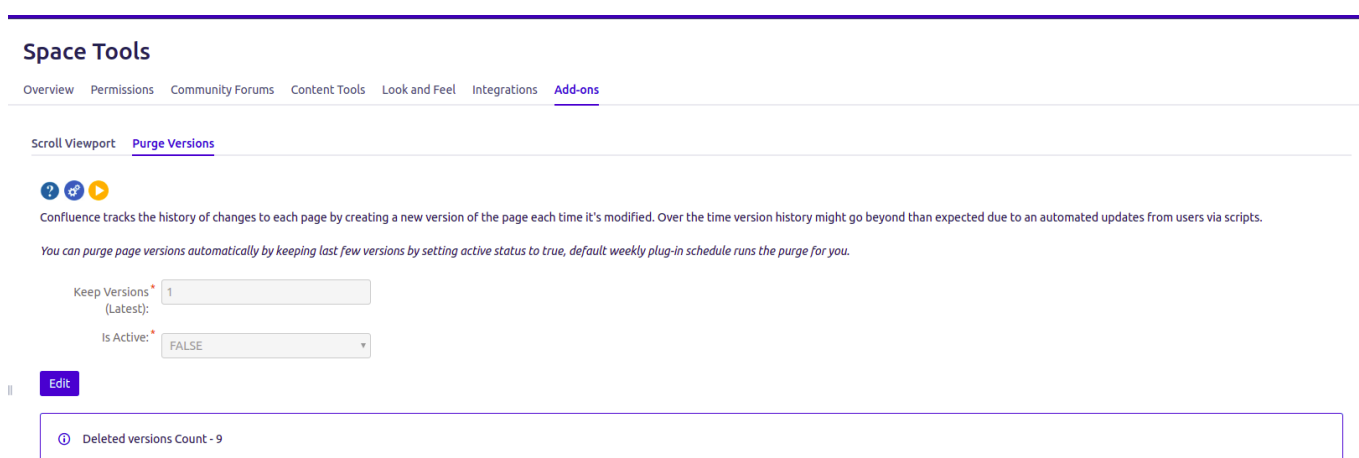 Space Tools
Overview Permissions Community Forums Content Tools Look and Feel Integrations Add-ons
Scroll Viewport Purge Versions
Confluence tracks the history of changes to each page by creating a new version of the page each time it's modified. Over the time version history might go beyond than expected due to an automated updates from users via scripts.
You can purge page versions automatically by keeping last few versions by setting active status to true, default weekly plug-in schedule runs the purge for you.
Keep Versions* 1
(Latest):
Is Active:* FALSE
Edit
Deleted versions Count - 9